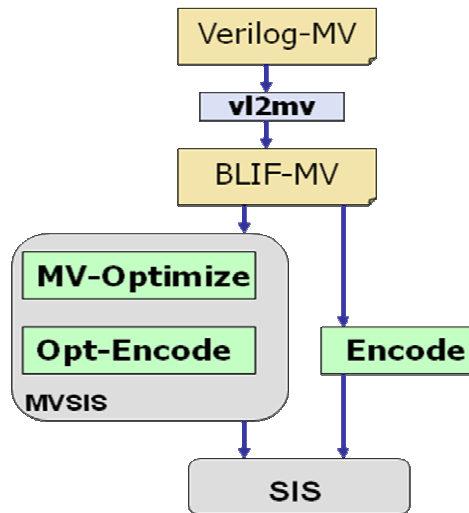 Verilog-MV
vl2mv
BLIF-MV
MV-Optimize
Opt-Encode
Encode
MVSIS
SIS